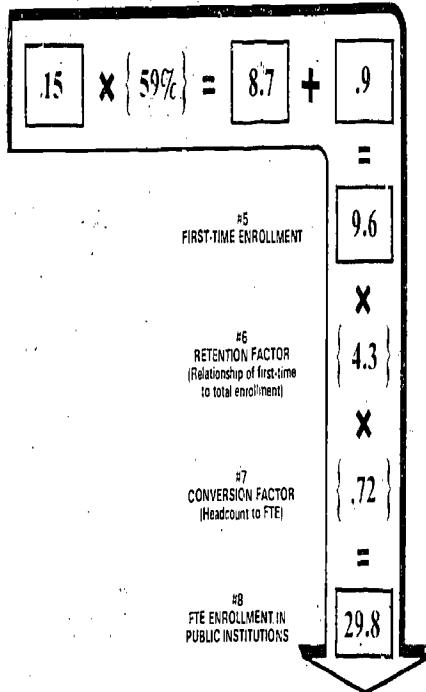 .15 × { 59% } = 8.7 + .9
=
#5
FIRST-TIME ENROLLMENT
9.6
×
#6
RETENTION FACTOR
(Relationship of first-time
to total enrollment)
{ 4.3 }
×
#7
CONVERSION FACTOR
(Headcount to FTE)
{ .72 }
=
#8
FTE ENROLLMENT IN
PUBLIC INSTITUTIONS
29.8